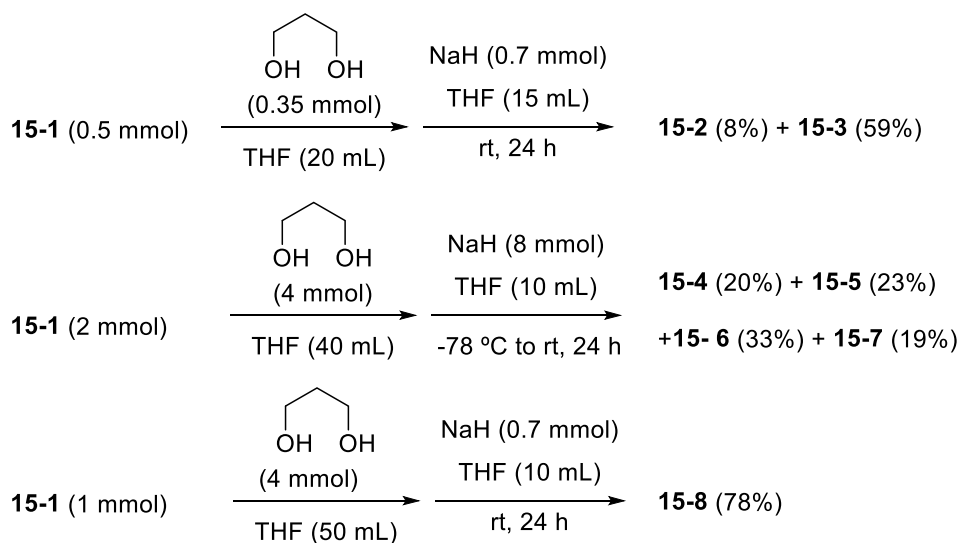 OH OH
(0.35 mmol)
NaH (0.7 mmol)
THF (15 mL)
15-1 (0.5 mmol)
THF (20 mL)
rt, 24 h
15-2 (8%) + 15-3 (59%)
OH OH
(4 mmol)
NaH (8 mmol)
THF (10 mL)
15-1 (2 mmol)
THF (40 mL)
-78 ºC to rt, 24 h
15-4 (20%) + 15-5 (23%)
+15- 6 (33%) + 15-7 (19%)
OH OH
(4 mmol)
NaH (0.7 mmol)
THF (10 mL)
15-1 (1 mmol)
THF (50 mL)
rt, 24 h
15-8 (78%)